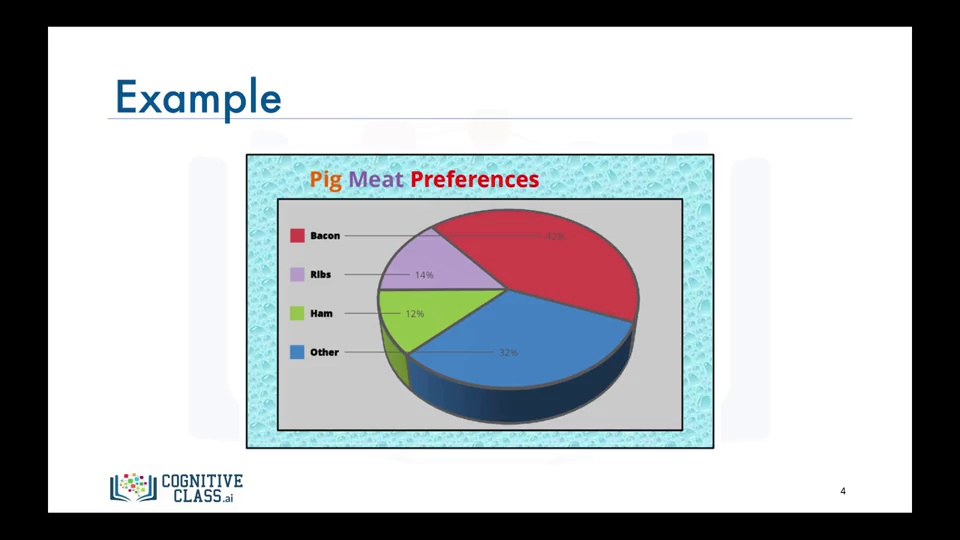 Example
Pig Meat Preferences
Bacon 42%
Ribs 14%
Ham 12%
Other 32%
COGNITIVE
CLASS.ai
4